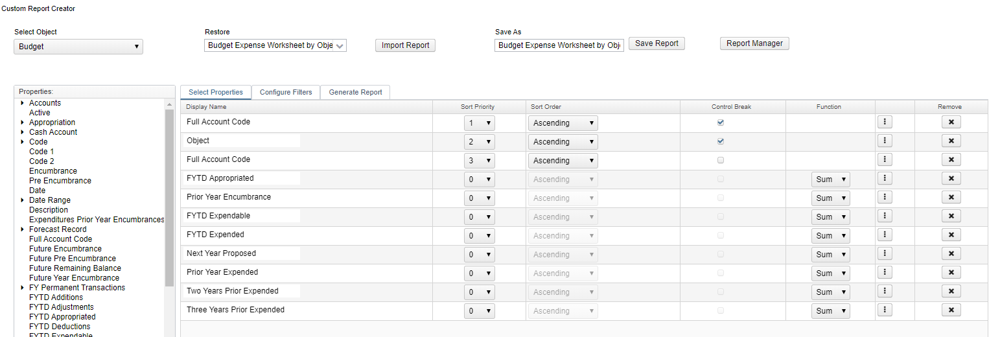 Custom Report Creator
Select Object
Restore
Save As
Budget
Budget Expense Worksheet by Obje
Import Report
Budget Expense Worksheet by Obj
Save Report
Report Manager
Properties:
Accounts
Active
Appropriation
Cash Account
Code
Code 1
Code 2
Encumbrance
Pre Encumbrance
Date
Date Range
Description
Expenditures Prior Year Encumbrances
Forecast Record
Full Account Code
Future Encumbrance
Future Pre Encumbrance
Future Remaining Balance
Future Year Encumbrance
FY Permanent Transactions
FYTD Additions
FYTD Adjustments
FYTD Appropriated
FYTD Deductions
FYTD Expendable
Select Properties Configure Filters Generate Report
Display Name Sort Priority Sort Order Control Break Function Remove
Full Account Code 1 Ascending
Object 2 Ascending
Full Account Code 3 Ascending
FYTD Appropriated 0 Ascending Sum
Prior Year Encumbrance 0 Ascending Sum
FYTD Expendable 0 Ascending Sum
FYTD Expended 0 Ascending Sum
Next Year Proposed 0 Ascending Sum
Prior Year Expended 0 Ascending Sum
Two Years Prior Expended 0 Ascending Sum
Three Years Prior Expended 0 Ascending Sum